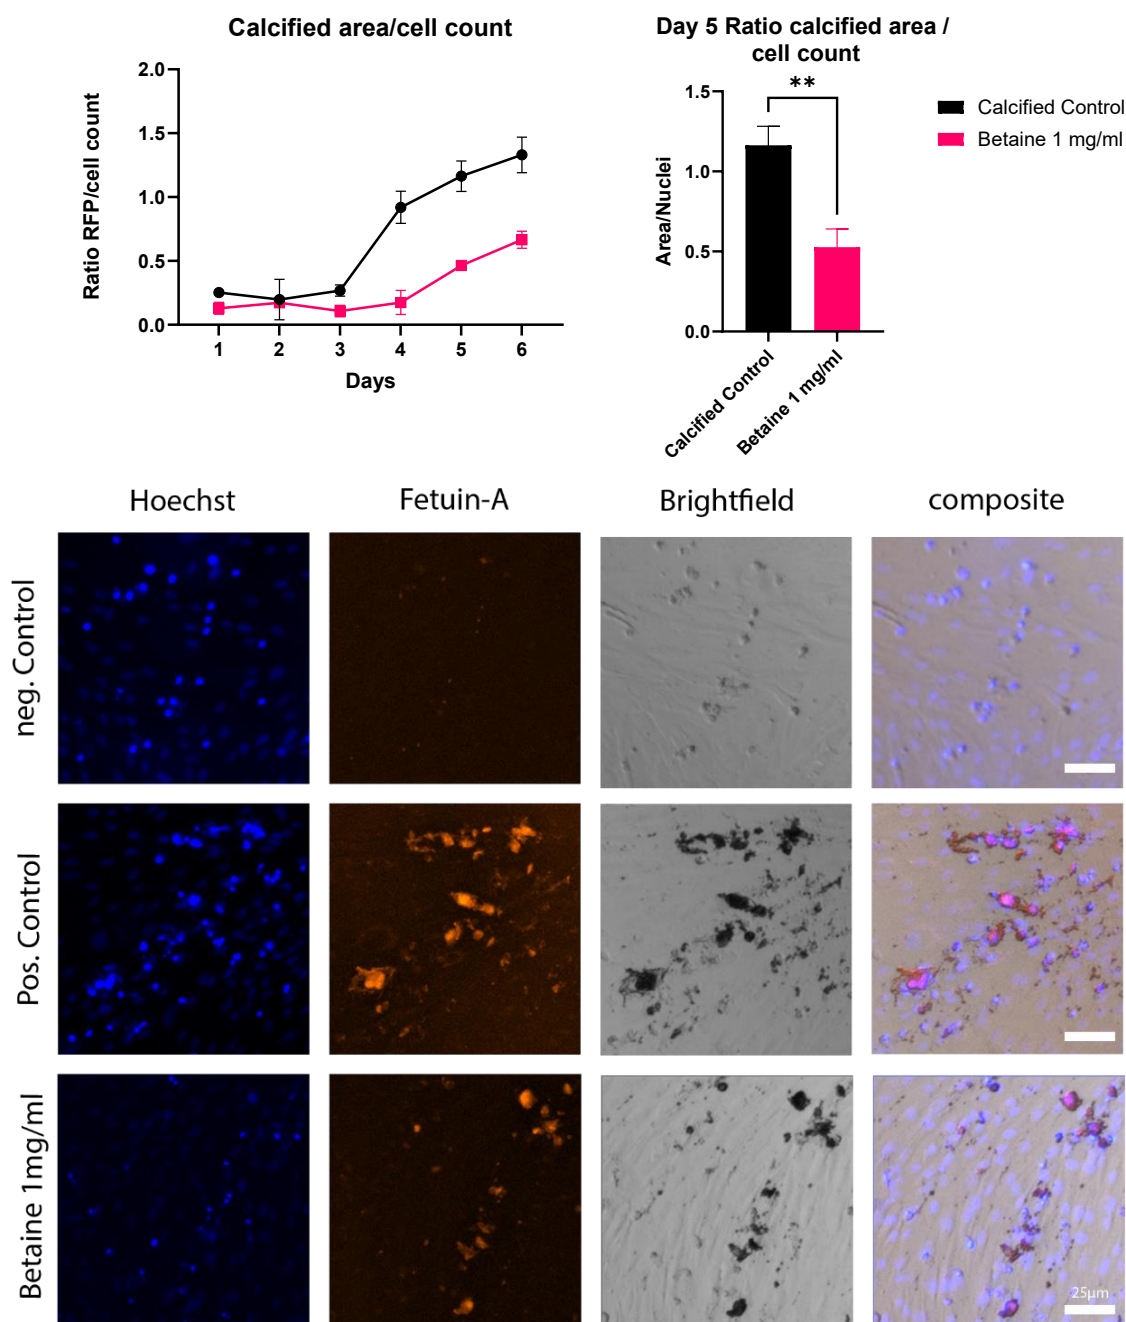 Calcified area/cell count
2.0
1.5
1.0
0.5
0.0
Ratio RFP/cell count
1 2 3 4 5 6
Days
Day 5 Ratio calcified area /
cell count
**
1.5
1.0
0.5
0.0
Area/Nuclei
Calcified Control
Betaine 1 mg/ml
Calcified Control
Betaine 1 mg/ml
Hoechst Fetuin-A Brightfield composite
neg. Control
Pos. Control
Betaine 1mg/ml
25µm